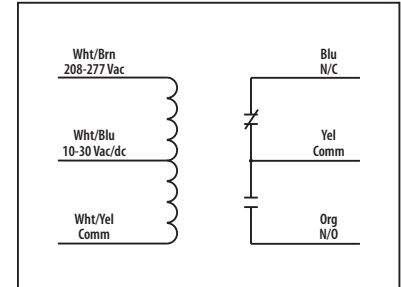 Wht/Brn
208-277 Vac
Wht/Blu
10-30 Vac/dc
Wht/Yel
Comm
Blu
N/C
Yel
Comm
Org
N/O